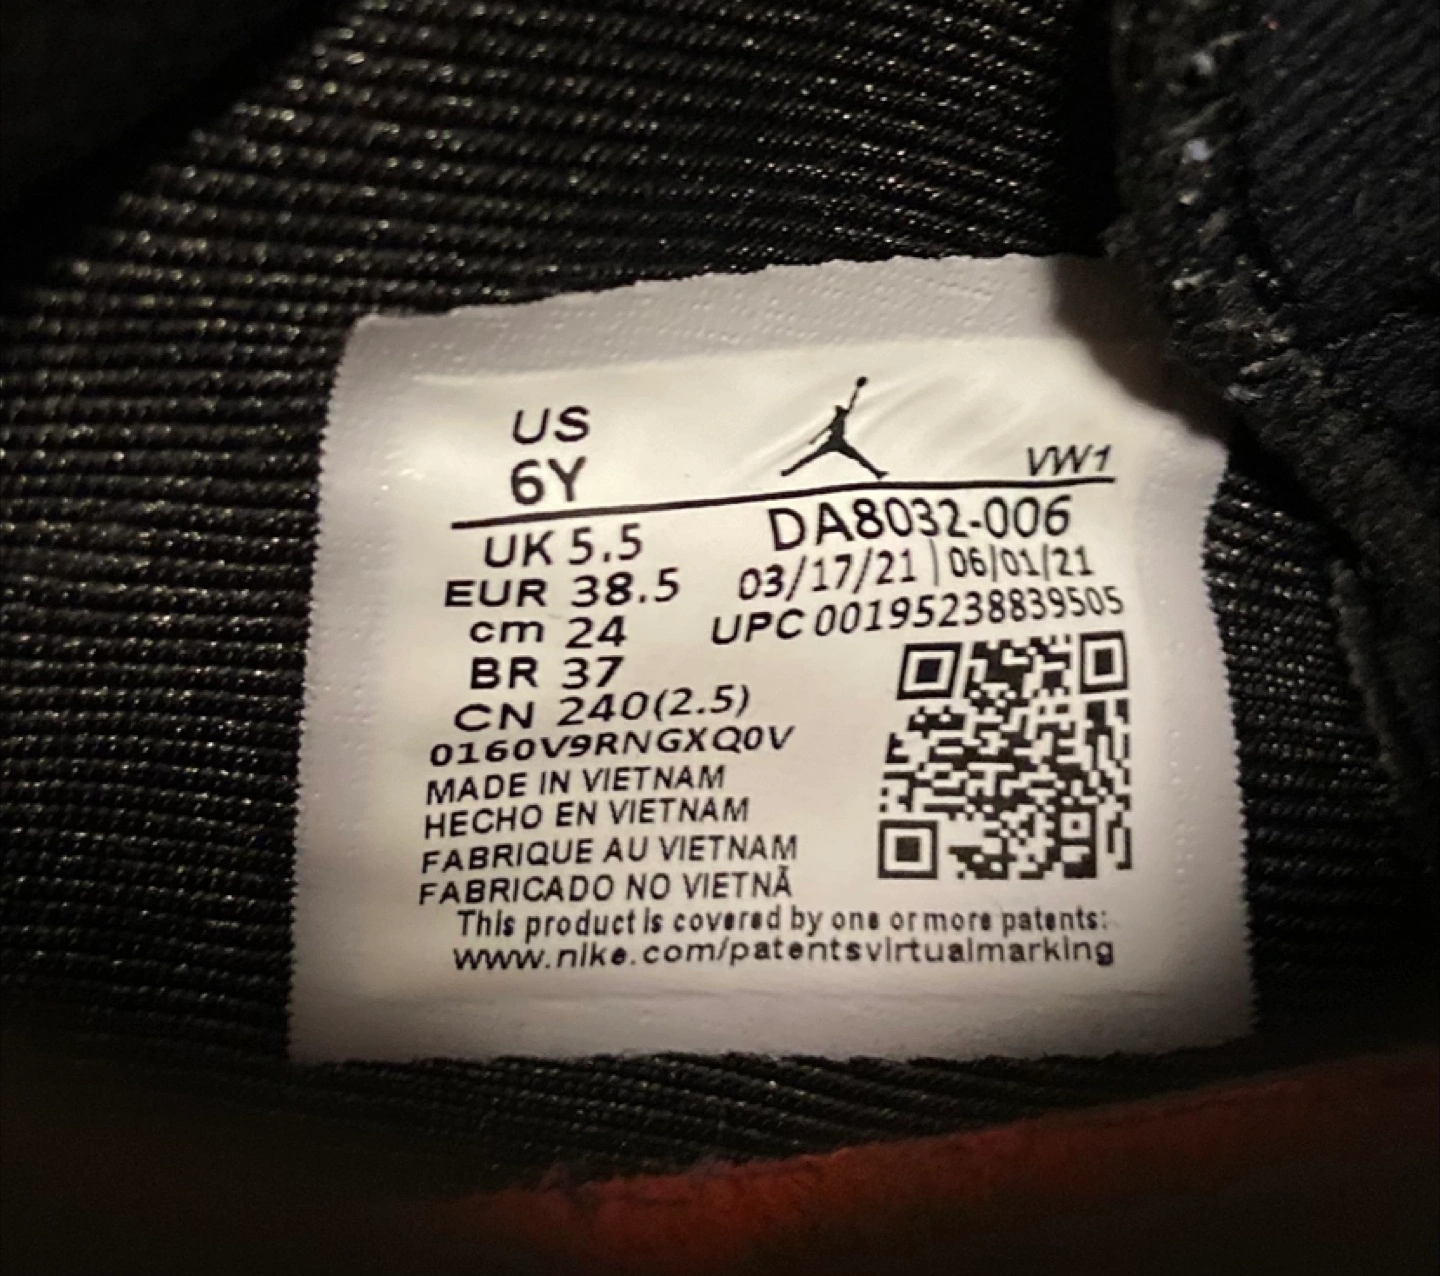 US
6Y
VW1
UK 5.5
DA8032-006
EUR 38.5
03/17/21 | 06/01/21
cm 24
UPC 00195238839505
BR 37
CN 240(2.5)
0160V9RNGXQ0V
MADE IN VIETNAM
HECHO EN VIETNAM
FABRIQUE AU VIETNAM
FABRICADO NO VIETNÃ
This product is covered by one or more patents:
www.nike.com/patentsvirtualmarking